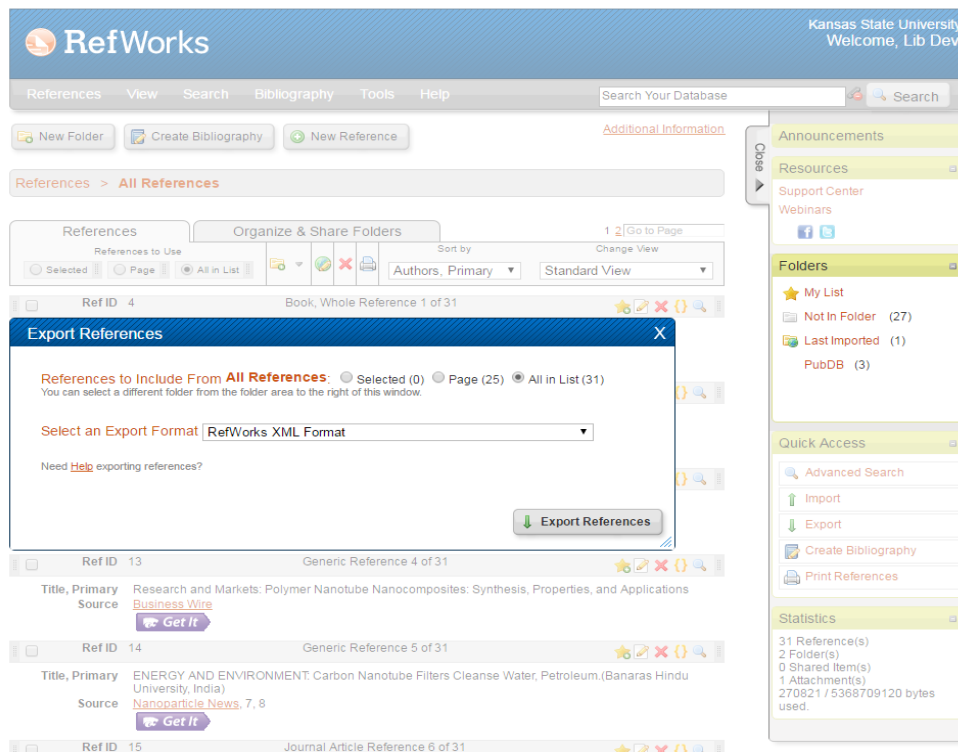 Kansas State University
RefWorks
Welcome, Lib Dev
References View Search Bibliography Tools Help
Search Your Database
Search
New Folder
Create Bibliography
New Reference
Additional Information
References > All References
References
Organize & Share Folders
1 2 Go to Page
References to Use
Sort by
Change View
Selected
Page
All in List
Authors, Primary
Standard View
Ref ID 4
Book, Whole Reference 1 of 31
Export References
X
References to Include From All References: Selected (0) Page (25) All in List (31)
You can select a different folder from the folder area to the right of this window.
Select an Export Format RefWorks XML Format
Need Help exporting references?
Export References
Ref ID 13
Generic Reference 4 of 31
Title, Primary Research and Markets: Polymer Nanotube Nanocomposites: Synthesis, Properties, and Applications
Source Business Wire
Get It
Ref ID 14
Generic Reference 5 of 31
Title, Primary ENERGY AND ENVIRONMENT: Carbon Nanotube Filters Cleanse Water, Petroleum.(Banaras Hindu
University, India)
Source Nanoparticle News, 7, 8
Get It
Ref ID 15
Journal Article Reference 6 of 31
Close
Announcements
Resources
Support Center
Webinars
Folders
My List
Not In Folder (27)
Last Imported (1)
PubDB (3)
Quick Access
Advanced Search
Import
Export
Create Bibliography
Print References
Statistics
31 Reference(s)
2 Folder(s)
0 Shared Item(s)
1 Attachment(s)
270821 / 5368709120 bytes
used.